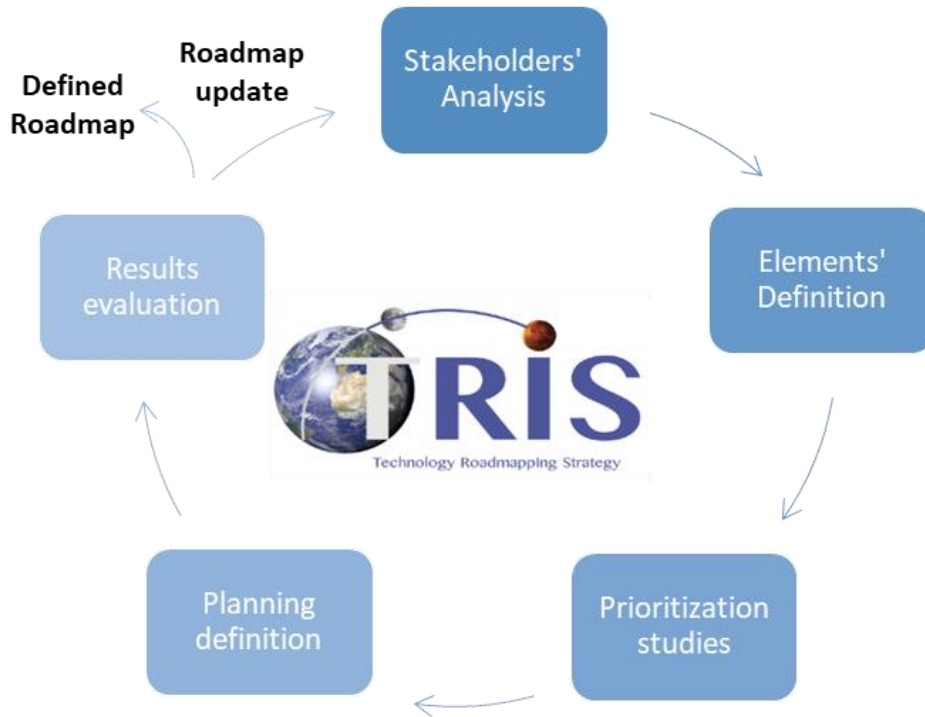 Roadmap
update
Defined
Roadmap
Stakeholders'
Analysis
Elements'
Definition
Prioritization
studies
Planning
definition
Results
evaluation
TRIS
Technology Roadmapping Strategy